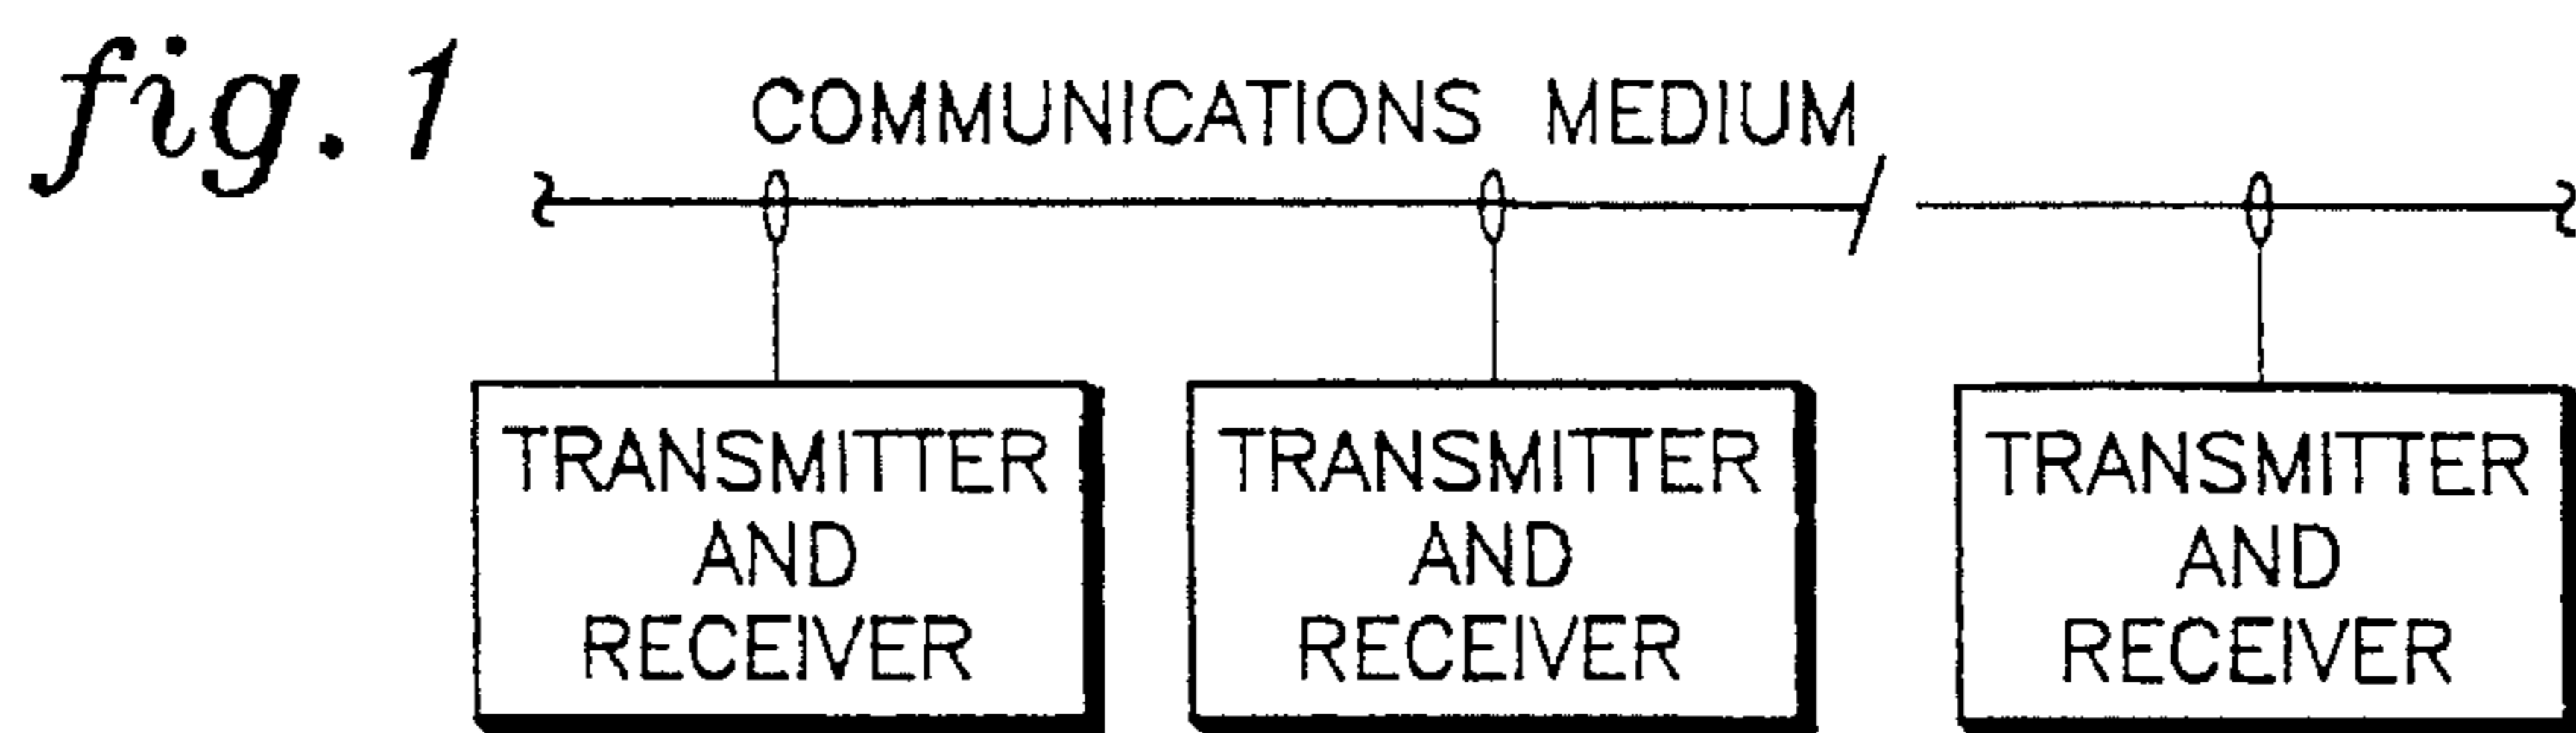 fig. 1
COMMUNICATIONS MEDIUM
TRANSMITTER
AND
RECEIVER
TRANSMITTER
AND
RECEIVER
TRANSMITTER
AND
RECEIVER